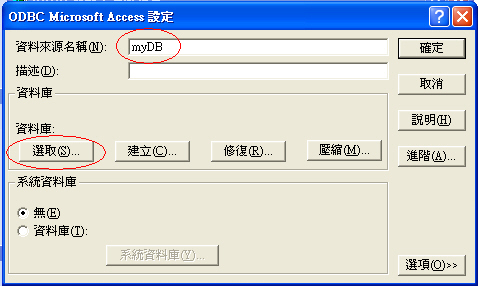 ODBC Microsoft Access 設定
資料來源名稱(N): myDB
描述(D):
資料庫
資料庫:
選取(S)... 建立(C)... 修復(R)... 壓縮(M)...
系統資料庫
無(E)
資料庫(T):
系統資料庫(Y)...
確定
取消
說明(H)
進階(A)...
選項(O)>>